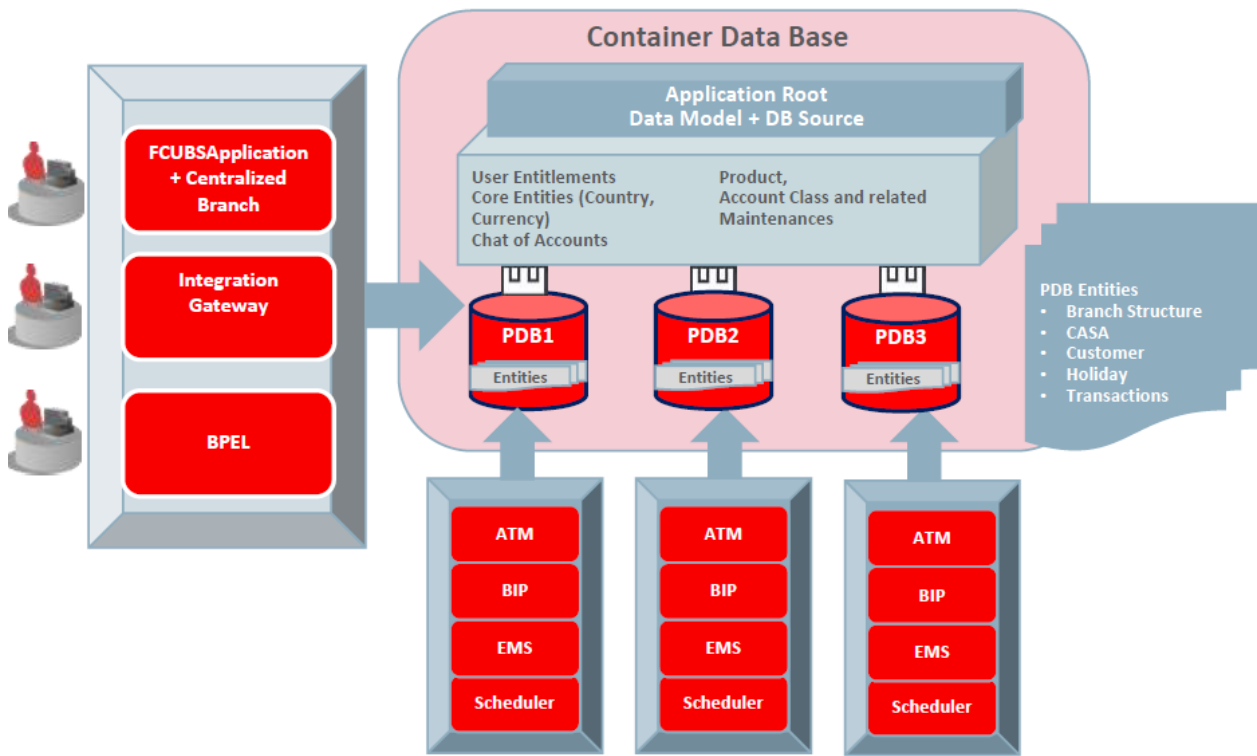 Container Data Base
Application Root
Data Model + DB Source
FCUBSApplication
+ Centralized
Branch
User Entitlements
Core Entities (Country,
Currency)
Chat of Accounts
Product,
Account Class and related
Maintenances
Integration
Gateway
BPEL
PDB1
Entities
PDB2
Entities
PDB3
Entities
PDB Entities
• Branch Structure
• CASA
• Customer
• Holiday
• Transactions
ATM
BIP
EMS
Scheduler
ATM
BIP
EMS
Scheduler
ATM
BIP
EMS
Scheduler